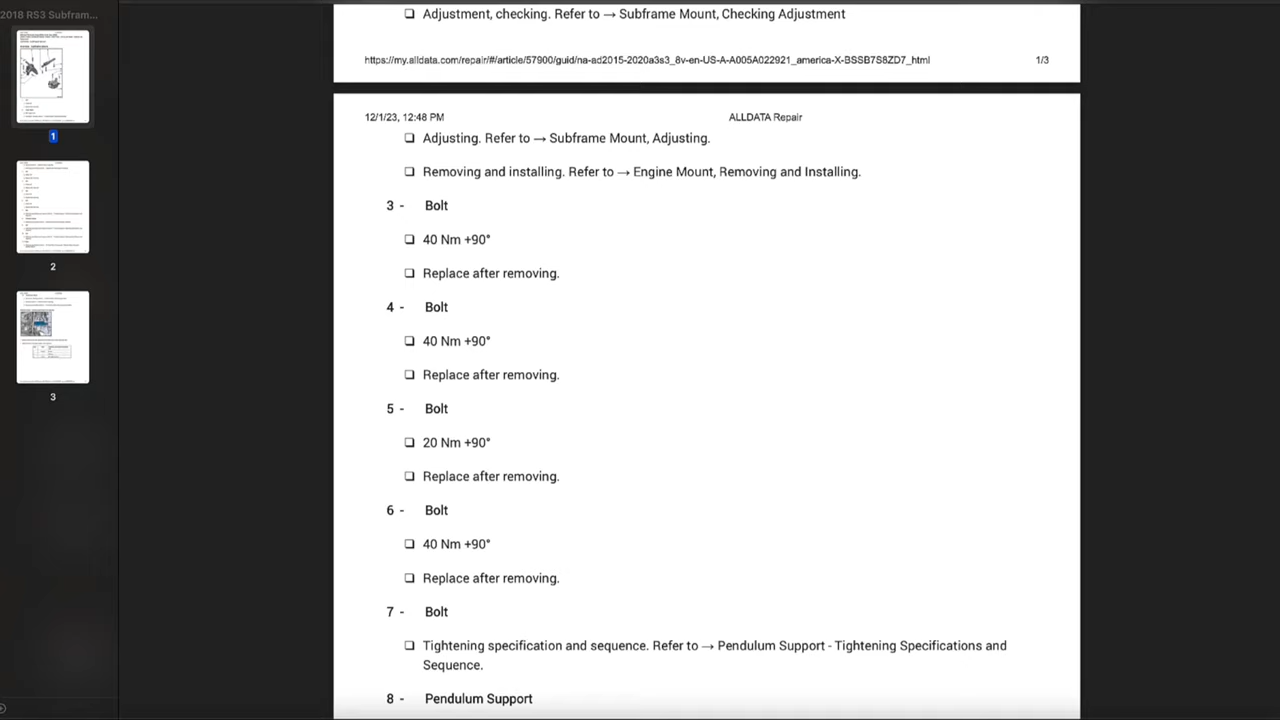 2018 RS3 Subfram...
1
2
3
❏ Adjustment, checking. Refer to → Subframe Mount, Checking Adjustment
https://my.alldata.com/repair/#/article/57900/guid/na-ad2015-2020a3s3_8v-en-US-A-A005A022921_america-X-BSSB7S8ZD7_html 1/3
12/1/23, 12:48 PM ALLDATA Repair
❏ Adjusting. Refer to → Subframe Mount, Adjusting.
❏ Removing and installing. Refer to → Engine Mount, Removing and Installing.
3 - Bolt
❏ 40 Nm +90°
❏ Replace after removing.
4 - Bolt
❏ 40 Nm +90°
❏ Replace after removing.
5 - Bolt
❏ 20 Nm +90°
❏ Replace after removing.
6 - Bolt
❏ 40 Nm +90°
❏ Replace after removing.
7 - Bolt
❏ Tightening specification and sequence. Refer to → Pendulum Support - Tightening Specifications and
Sequence.
8 - Pendulum Support